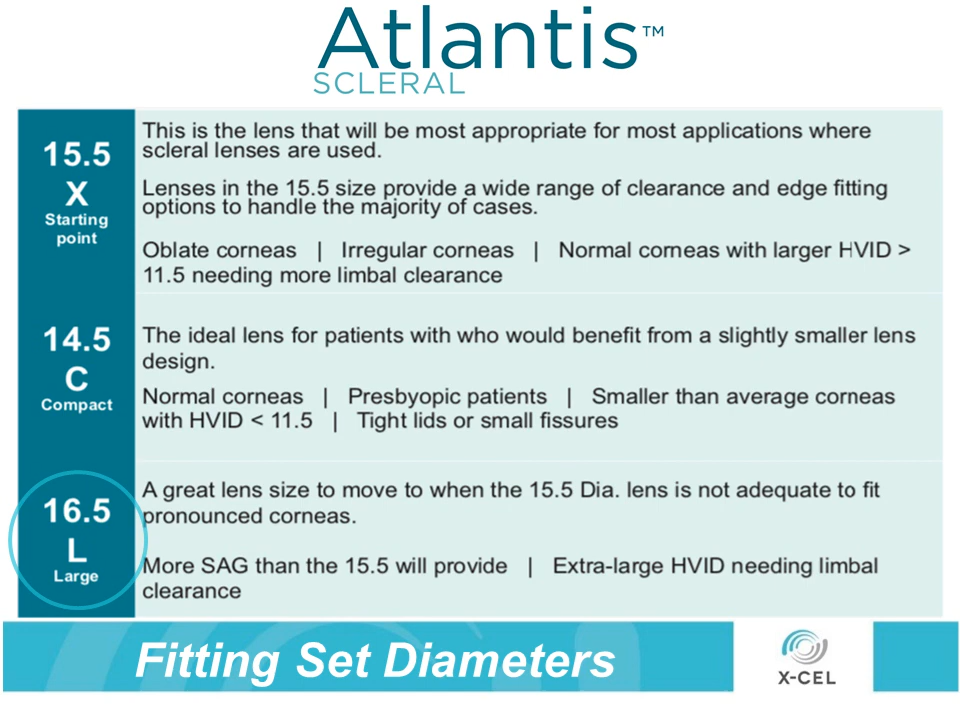 Atlantis™
SCLERAL
15.5
X
Starting
point
This is the lens that will be most appropriate for most applications where
scleral lenses are used.
Lenses in the 15.5 size provide a wide range of clearance and edge fitting
options to handle the majority of cases.
Oblate corneas | Irregular corneas | Normal corneas with larger HVID >
11.5 needing more limbal clearance
14.5
C
Compact
The ideal lens for patients with who would benefit from a slightly smaller lens
design.
Normal corneas | Presbyopic patients | Smaller than average corneas
with HVID < 11.5 | Tight lids or small fissures
16.5
L
Large
A great lens size to move to when the 15.5 Dia. lens is not adequate to fit
pronounced corneas.
More SAG than the 15.5 will provide | Extra-large HVID needing limbal
clearance
Fitting Set Diameters
X-CEL